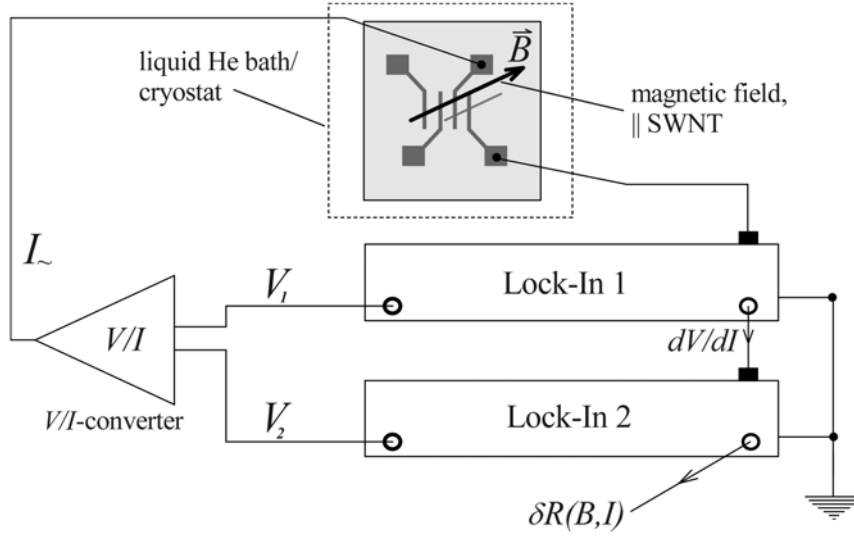 liquid He bath/
cryostat
B
magnetic field,
|| SWNT
I~
V1
Lock-In 1
V/I
dV/dI
V/I-converter
V2
Lock-In 2
δR(B,I)